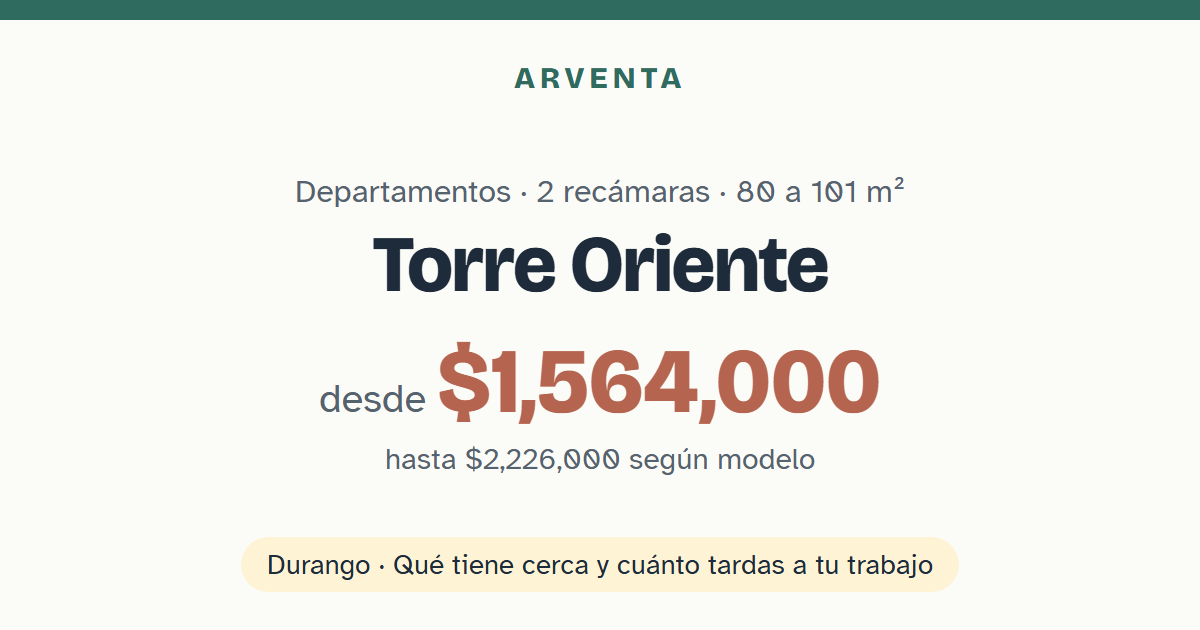 ARVENTA
Departamentos · 2 recámaras · 80 a 101 m²
Torre Oriente
desde $1,564,000
hasta $2,226,000 según modelo
Durango · Qué tiene cerca y cuánto tardas a tu trabajo